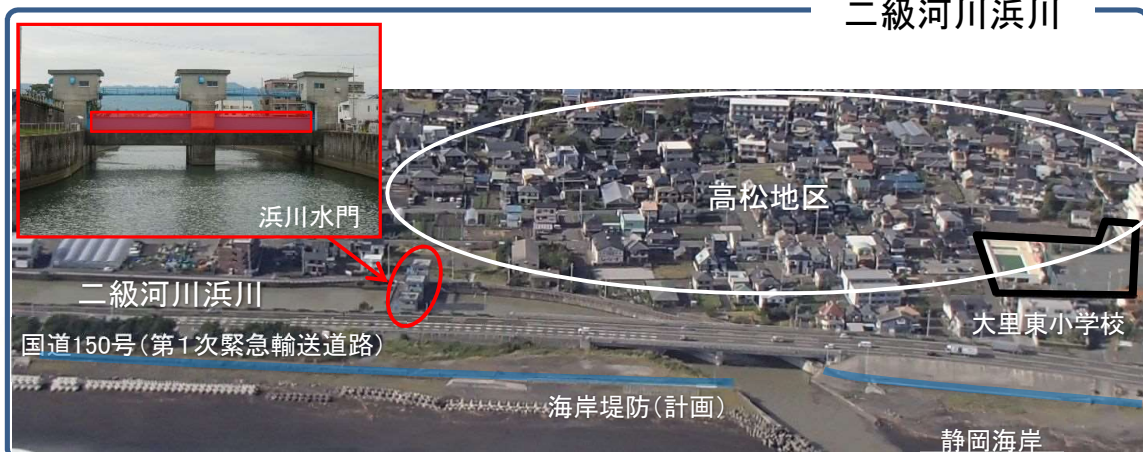 二級河川浜川
浜川水門
高松地区
二級河川浜川
大里東小学校
国道150号(第1次緊急輸送道路)
海岸堤防(計画)
静岡海岸